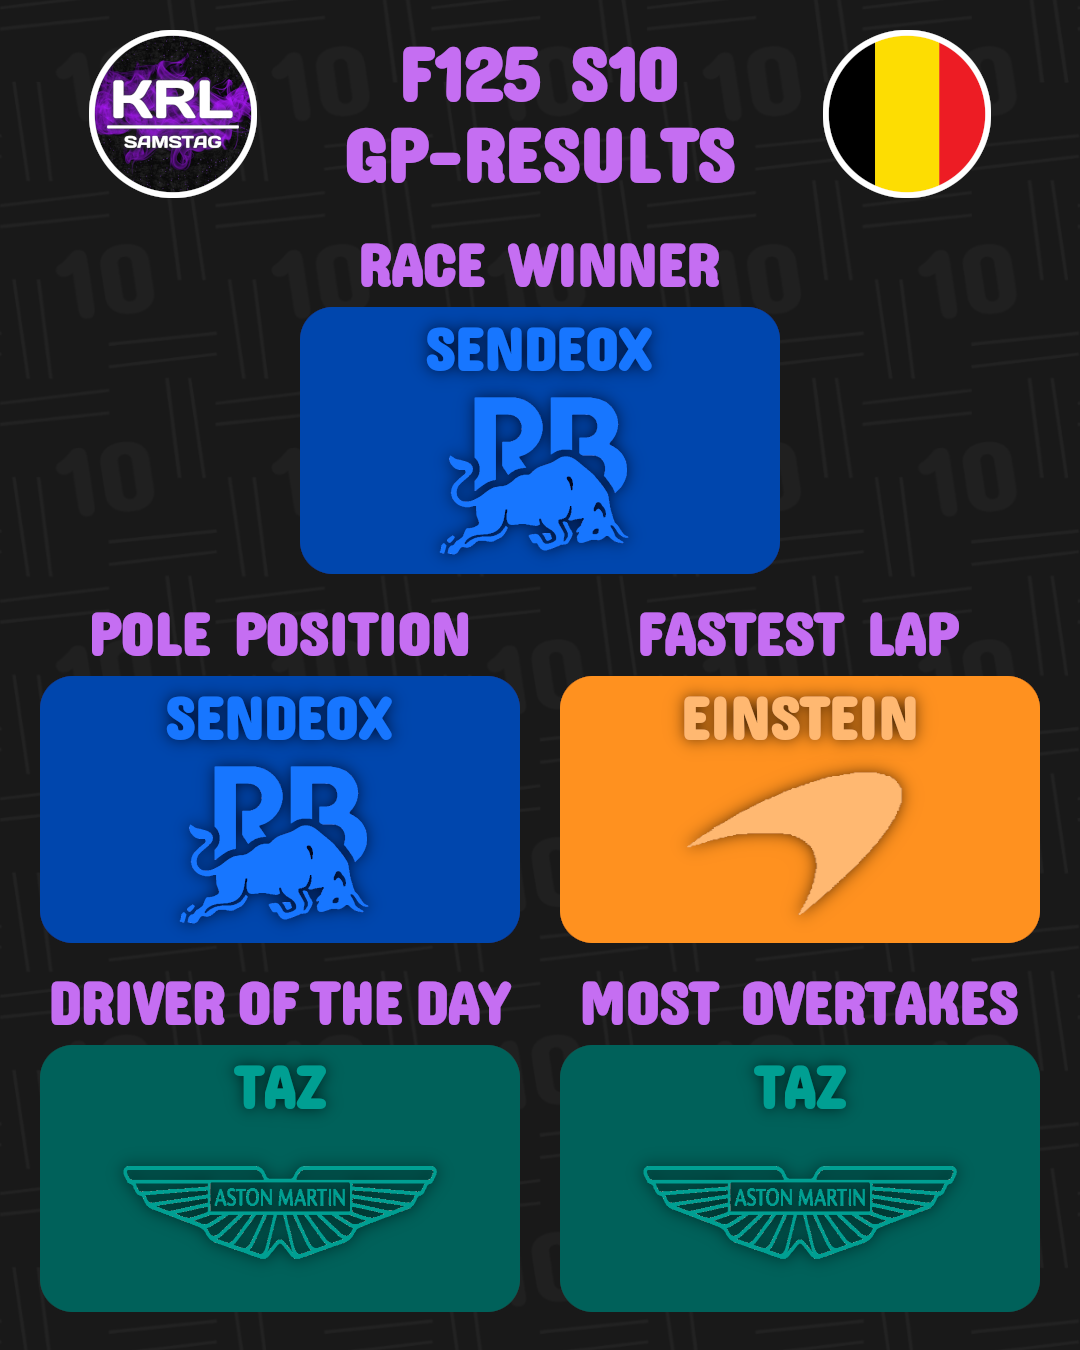 KRL
SAMSTAG
F125 S10
GP-RESULTS
RACE WINNER
SENDEOX
RB
POLE POSITION
SENDEOX
RB
FASTEST LAP
EINSTEIN
DRIVER OF THE DAY
TAZ
ASTON MARTIN
MOST OVERTAKES
TAZ
ASTON MARTIN